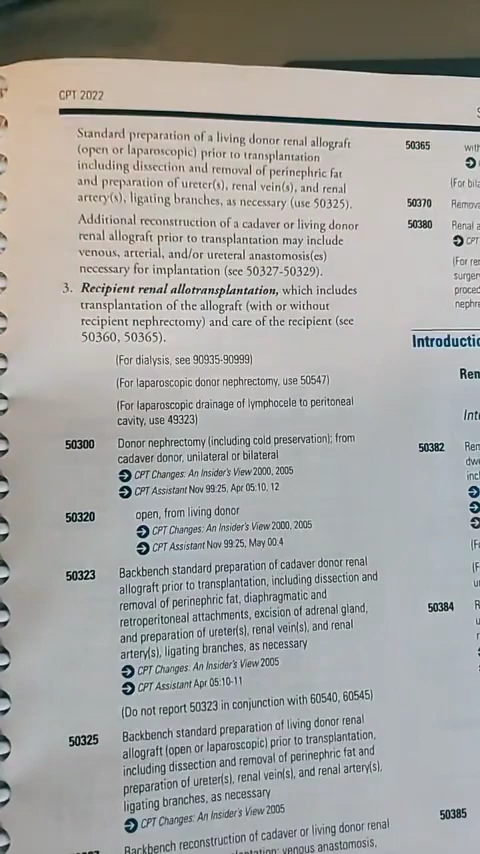 CPT 2022
Standard preparation of a living donor renal allograft
(open or laparoscopic) prior to transplantation
including dissection and removal of perinephric fat
and preparation of ureter(s), renal vein(s), and renal
artery(s), ligating branches, as necessary (use 50325).
Additional reconstruction of a cadaver or living donor
renal allograft prior to transplantation may include
venous, arterial, and/or ureteral anastomosis(es)
necessary for implantation (see 50327-50329).
3. Recipient renal allotransplantation, which includes
transplantation of the allograft (with or without
recipient nephrectomy) and care of the recipient (see
50360, 50365).
(For dialysis, see 90935-90999)
(For laparoscopic donor nephrectomy, use 50547)
(For laparoscopic drainage of lymphocele to peritoneal
cavity, use 49323)
50300 Donor nephrectomy (including cold preservation); from
cadaver donor, unilateral or bilateral
CPT Changes: An Insider's View 2000, 2005
CPT Assistant Nov 99:25, Apr 05:10, 12
50320 open, from living donor
CPT Changes: An Insider's View 2000, 2005
CPT Assistant Nov 99:25, May 00:4
50323 Backbench standard preparation of cadaver donor renal
allograft prior to transplantation, including dissection and
removal of perinephric fat, diaphragmatic and
retroperitoneal attachments, excision of adrenal gland,
and preparation of ureter(s), renal vein(s), and renal
artery(s), ligating branches, as necessary
CPT Changes: An Insider's View 2005
CPT Assistant Apr 05:10-11
(Do not report 50323 in conjunction with 60540, 60545)
50325 Backbench standard preparation of living donor renal
allograft (open or laparoscopic) prior to transplantation,
including dissection and removal of perinephric fat and
preparation of ureter(s), renal vein(s), and renal artery(s),
ligating branches, as necessary
CPT Changes: An Insider's View 2005
Backbench reconstruction of cadaver or living donor renal
venous anastomosis,
50365 with
(For bila
50370 Remova
50380 Renal a
CPT
(For re
surger
proced
nephre
Introductio
Ren
Int
50382 Rem
dwe
incl
(F
50384 R
u
r
50385